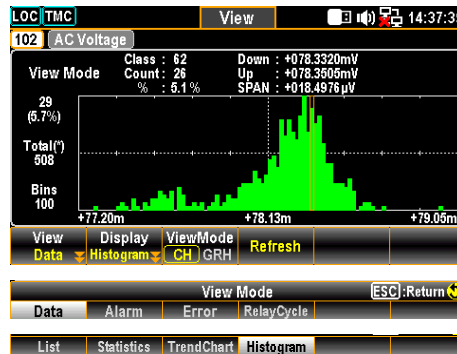 LOC TMC View 14:37:39
102 AC Voltage
View Mode Class : 62 Down : +078.3320mV
Count : 26 Up : +078.3505mV
% : 5.1 % SPAN : +018.4976µV
29
(5.7%)
Total(*)
508
Bins
100
+77.20m +78.13m +79.05m
View Display ViewMode Refresh
Data Histogram CH GRH
View Mode ESC :Return
Data Alarm Error RelayCycle
List Statistics TrendChart Histogram